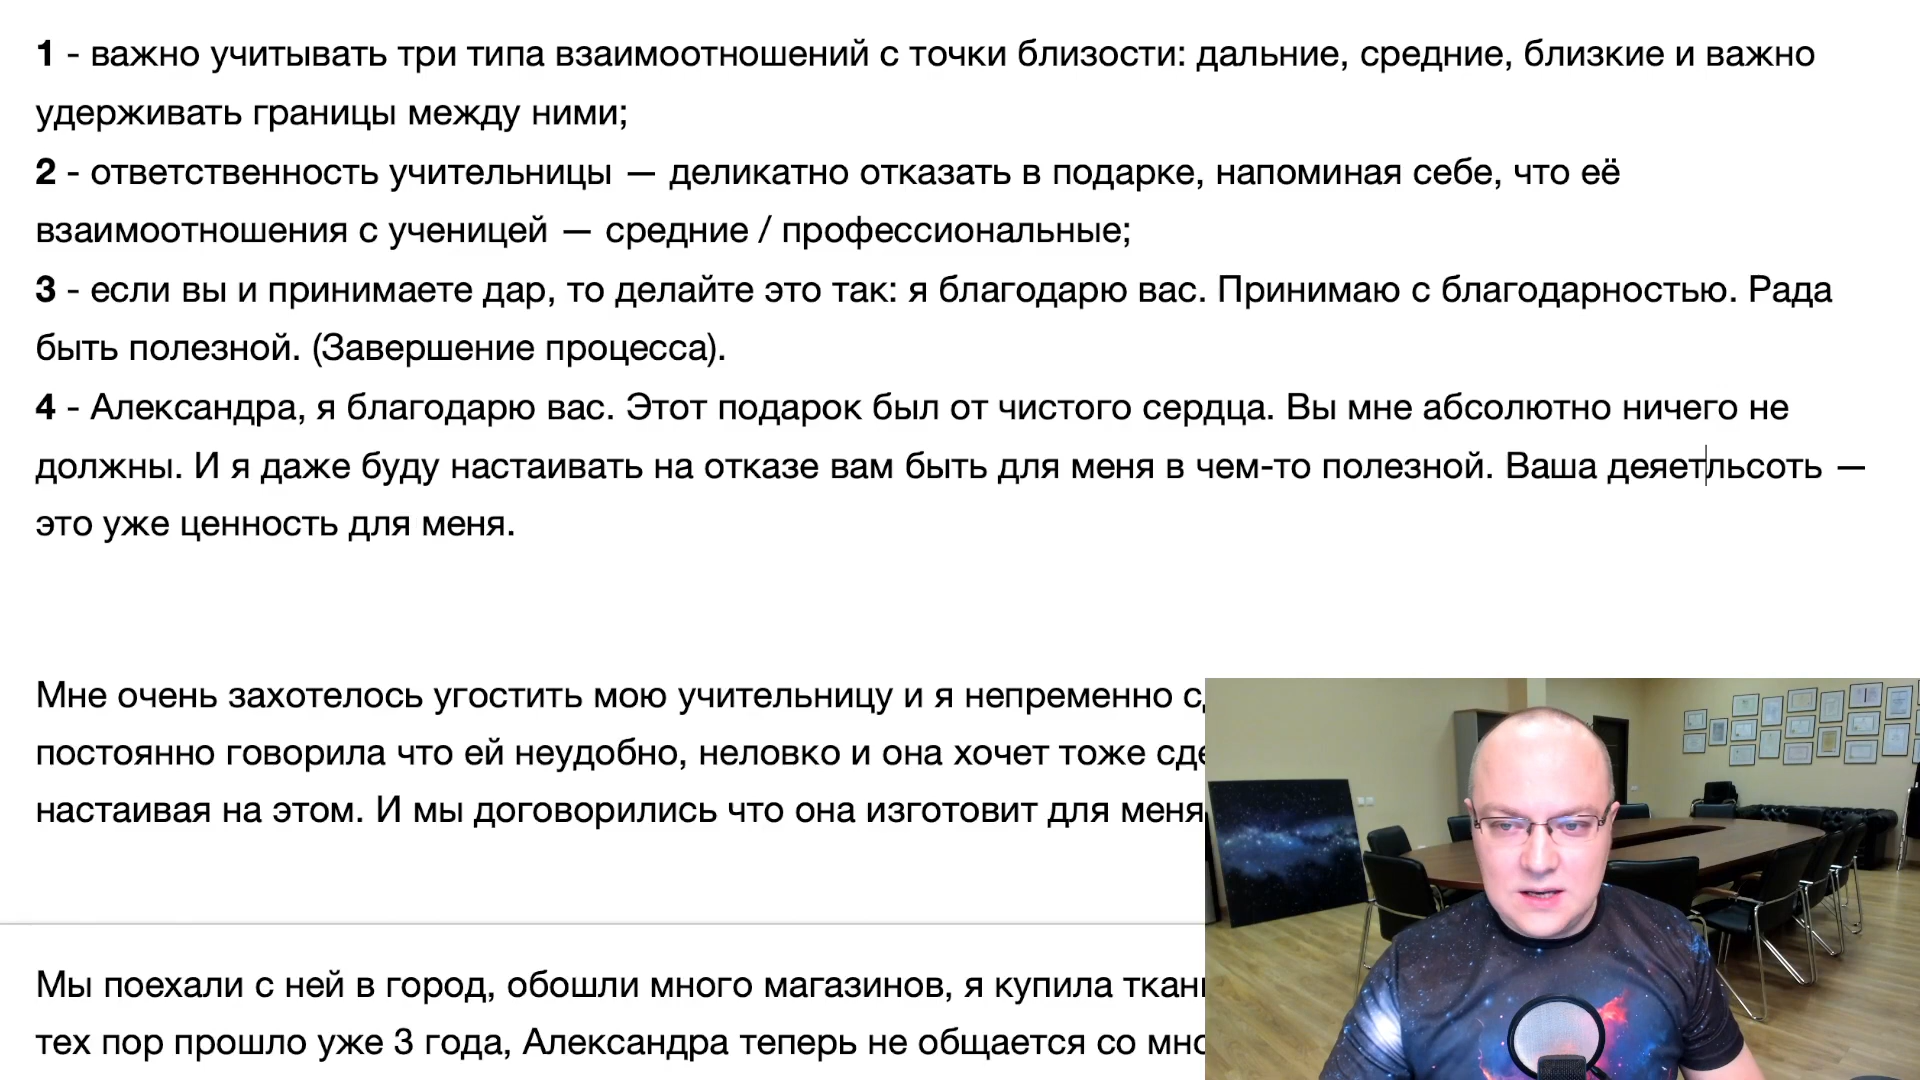 1 - важно учитывать три типа взаимоотношений с точки близости: дальние, средние, близкие и важно
удерживать границы между ними;
2 - ответственность учительницы — деликатно отказать в подарке, напоминая себе, что её
взаимоотношения с ученицей — средние / профессиональные;
3 - если вы и принимаете дар, то делайте это так: я благодарю вас. Принимаю с благодарностью. Рада
быть полезной. (Завершение процесса).
4 - Александра, я благодарю вас. Этот подарок был от чистого сердца. Вы мне абсолютно ничего не
должны. И я даже буду настаивать на отказе вам быть для меня в чем-то полезной. Ваша деяетльсоть —
это уже ценность для меня.
Мне очень захотелось угостить мою учительницу и я непременно
постоянно говорила что ей неудобно, неловко и она хочет тоже
настаивая на этом. И мы договорились что она изготовит для меня
Мы поехали с ней в город, обошли много магазинов, я купила
тех пор прошло уже 3 года, Александра теперь не общается со